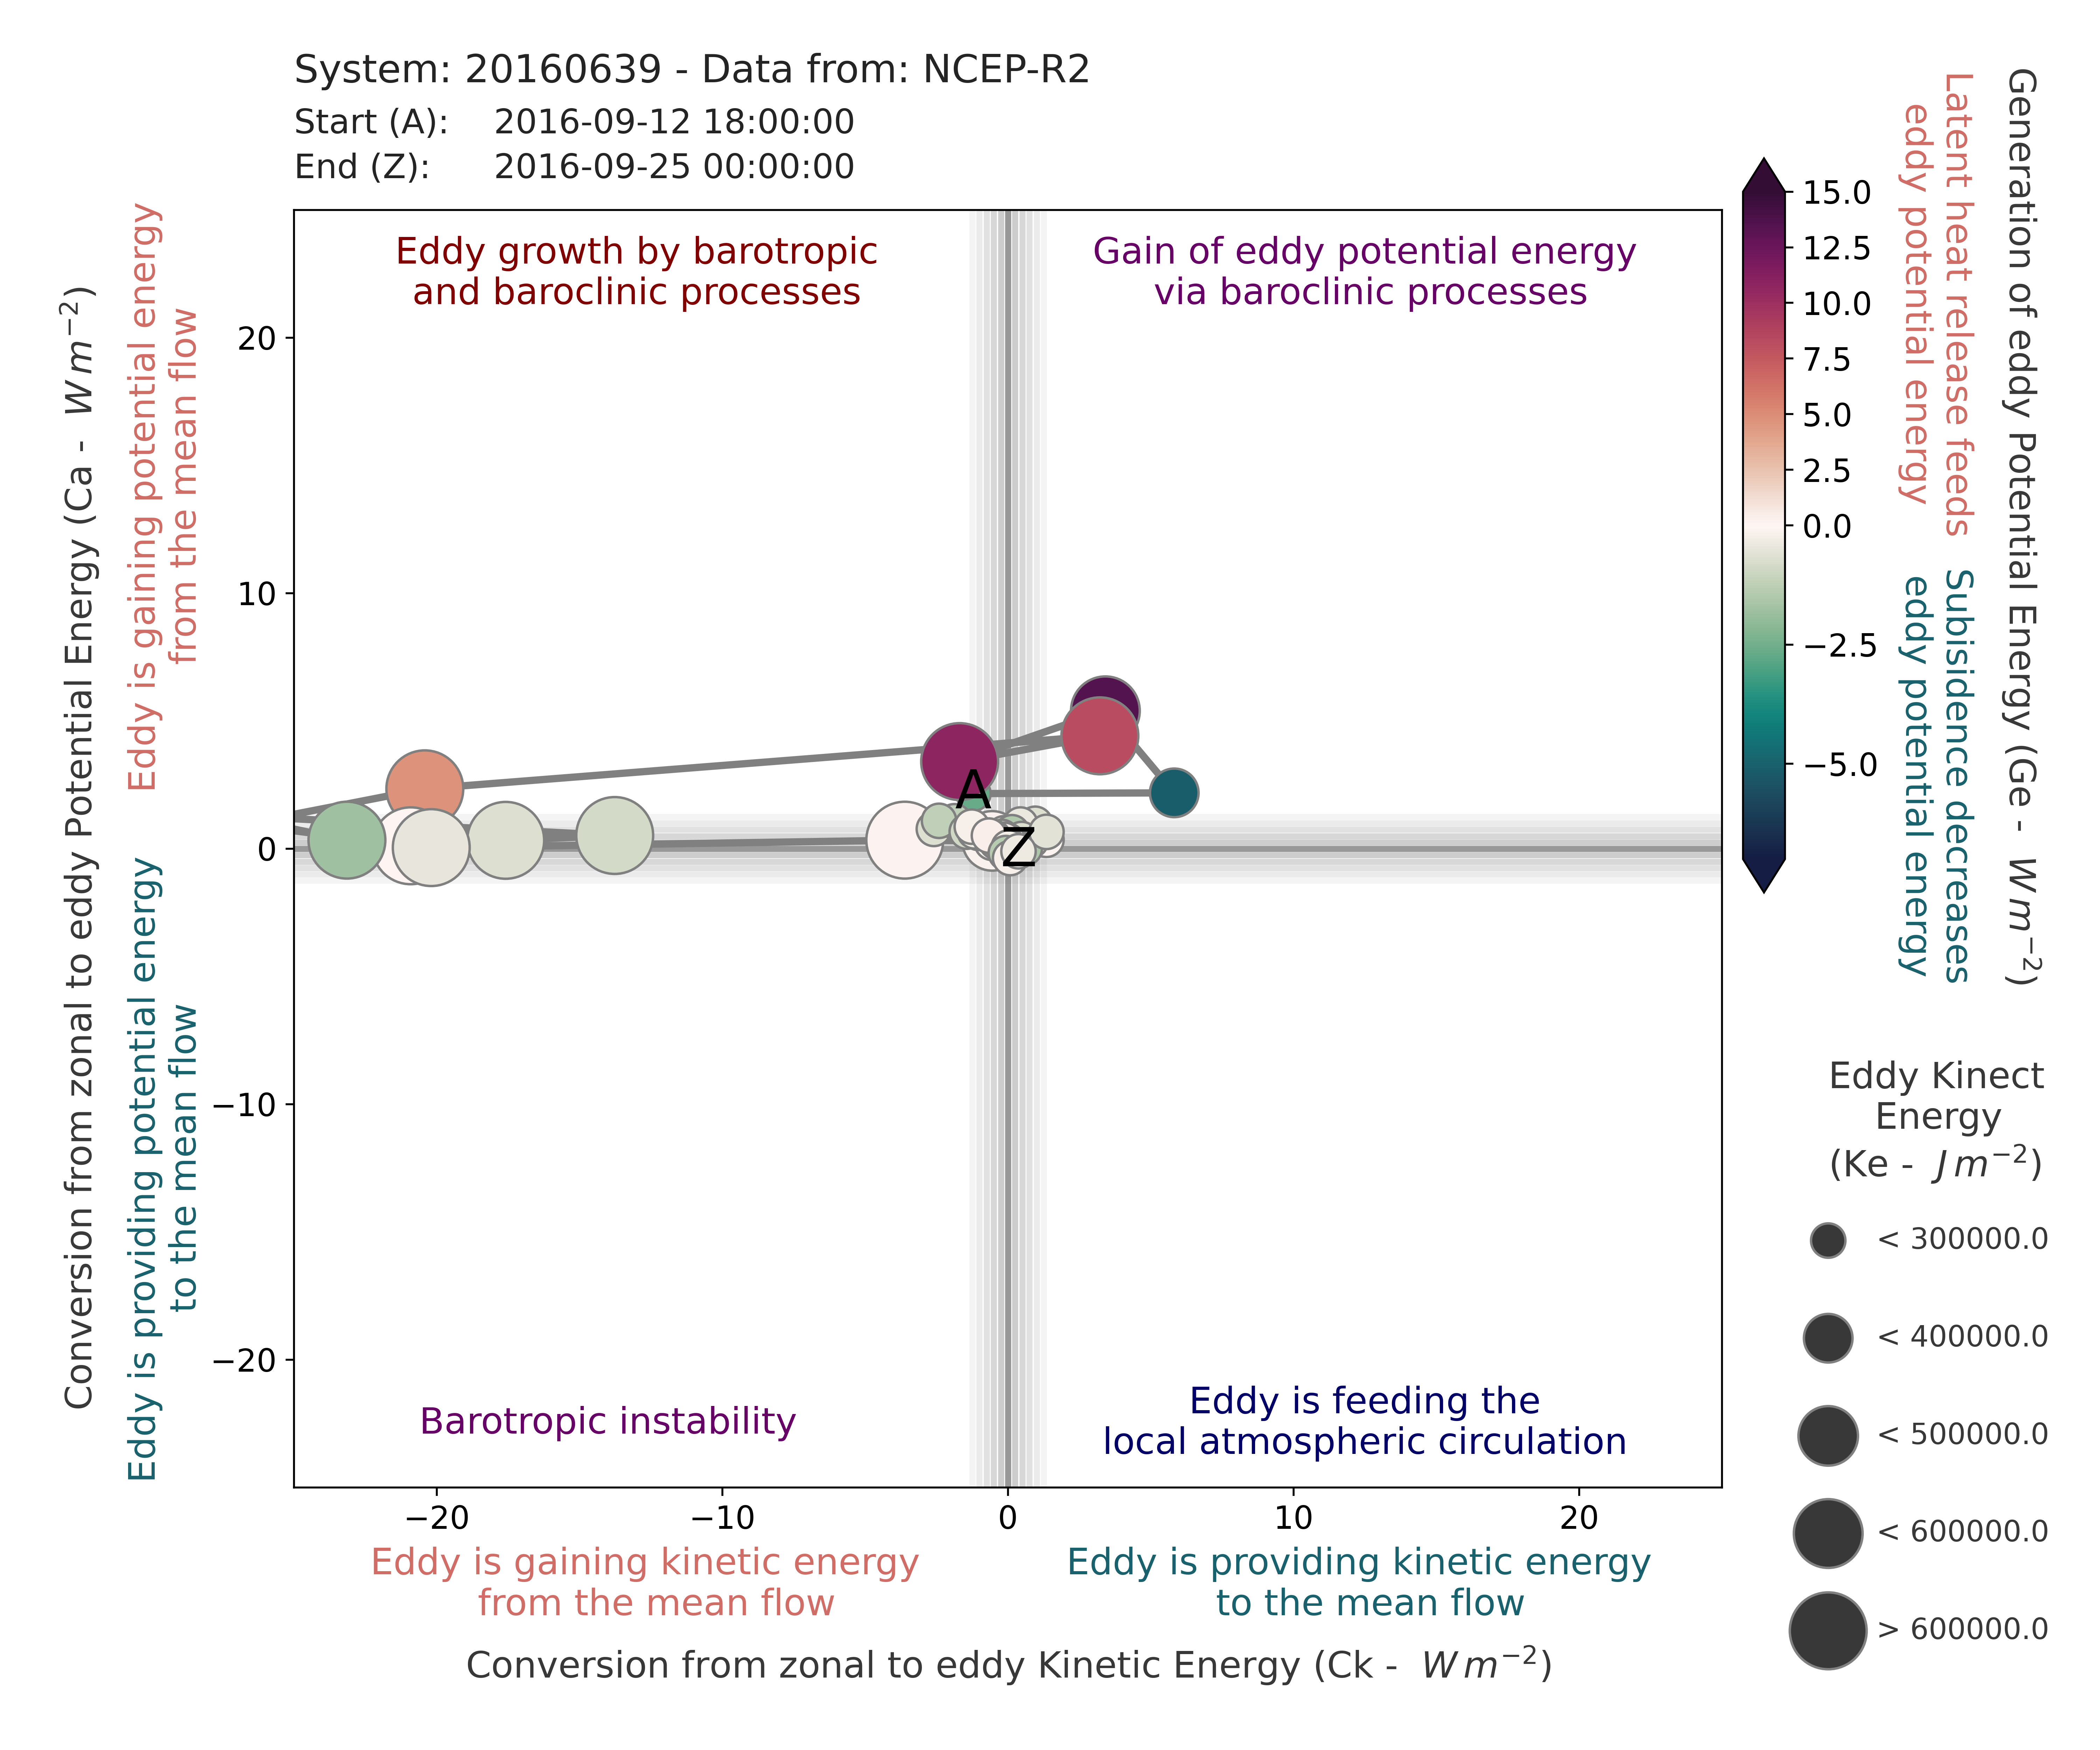 System: 20160639 - Data from: NCEP-R2
Start (A): 2016-09-12 18:00:00
End (Z): 2016-09-25 00:00:00
Conversion from zonal to eddy Potential Energy (Ca - W m⁻²)
Eddy is gaining potential energy
from the mean flow
Eddy is providing potential energy
to the mean flow
20
10
0
−10
−20
Eddy growth by barotropic
and baroclinic processes
Gain of eddy potential energy
via baroclinic processes
A
Z
Barotropic instability
Eddy is feeding the
local atmospheric circulation
−20
−10
0
10
20
Eddy is gaining kinetic energy
from the mean flow
Eddy is providing kinetic energy
to the mean flow
Conversion from zonal to eddy Kinetic Energy (Ck - W m⁻²)
15.0
12.5
10.0
7.5
5.0
2.5
0.0
−2.5
−5.0
Latent heat release feeds
eddy potential energy
Subisidence decreases
eddy potential energy
Generation of eddy Potential Energy (Ge - W m⁻²)
Eddy Kinect
Energy
(Ke - J m⁻²)
< 300000.0
< 400000.0
< 500000.0
< 600000.0
> 600000.0